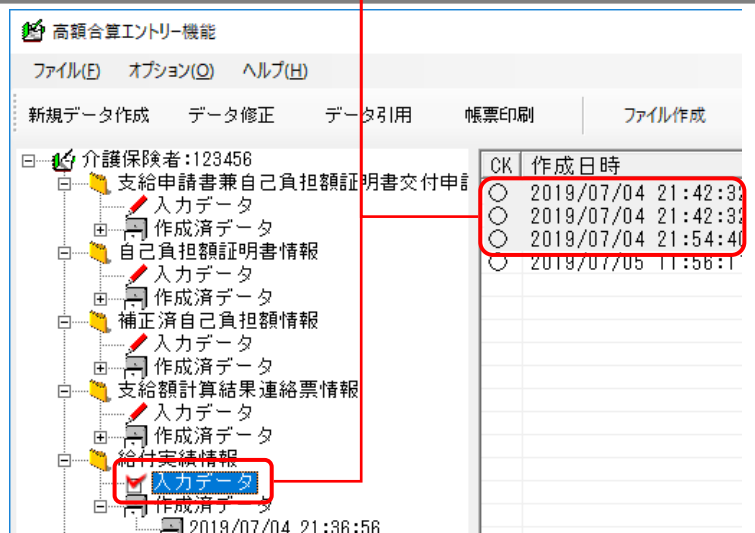 高額合算エントリー機能
ファイル(F) オプション(O) ヘルプ(H)
新規データ作成 データ修正 データ引用 帳票印刷 ファイル作成
介護保険者:123456
支給申請書兼自己負担額証明書交付申
入力データ
作成済データ
自己負担額証明書情報
入力データ
作成済データ
補正済自己負担額情報
入力データ
作成済データ
支給額計算結果連絡票情報
入力データ
作成済データ
給付実績情報
入力データ
作成済データ
2019/07/04 21:36:56
CK 作成日時
○ 2019/07/04 21:42:32
○ 2019/07/04 21:42:32
○ 2019/07/04 21:54:40
○ 2019/07/05 11:56:1